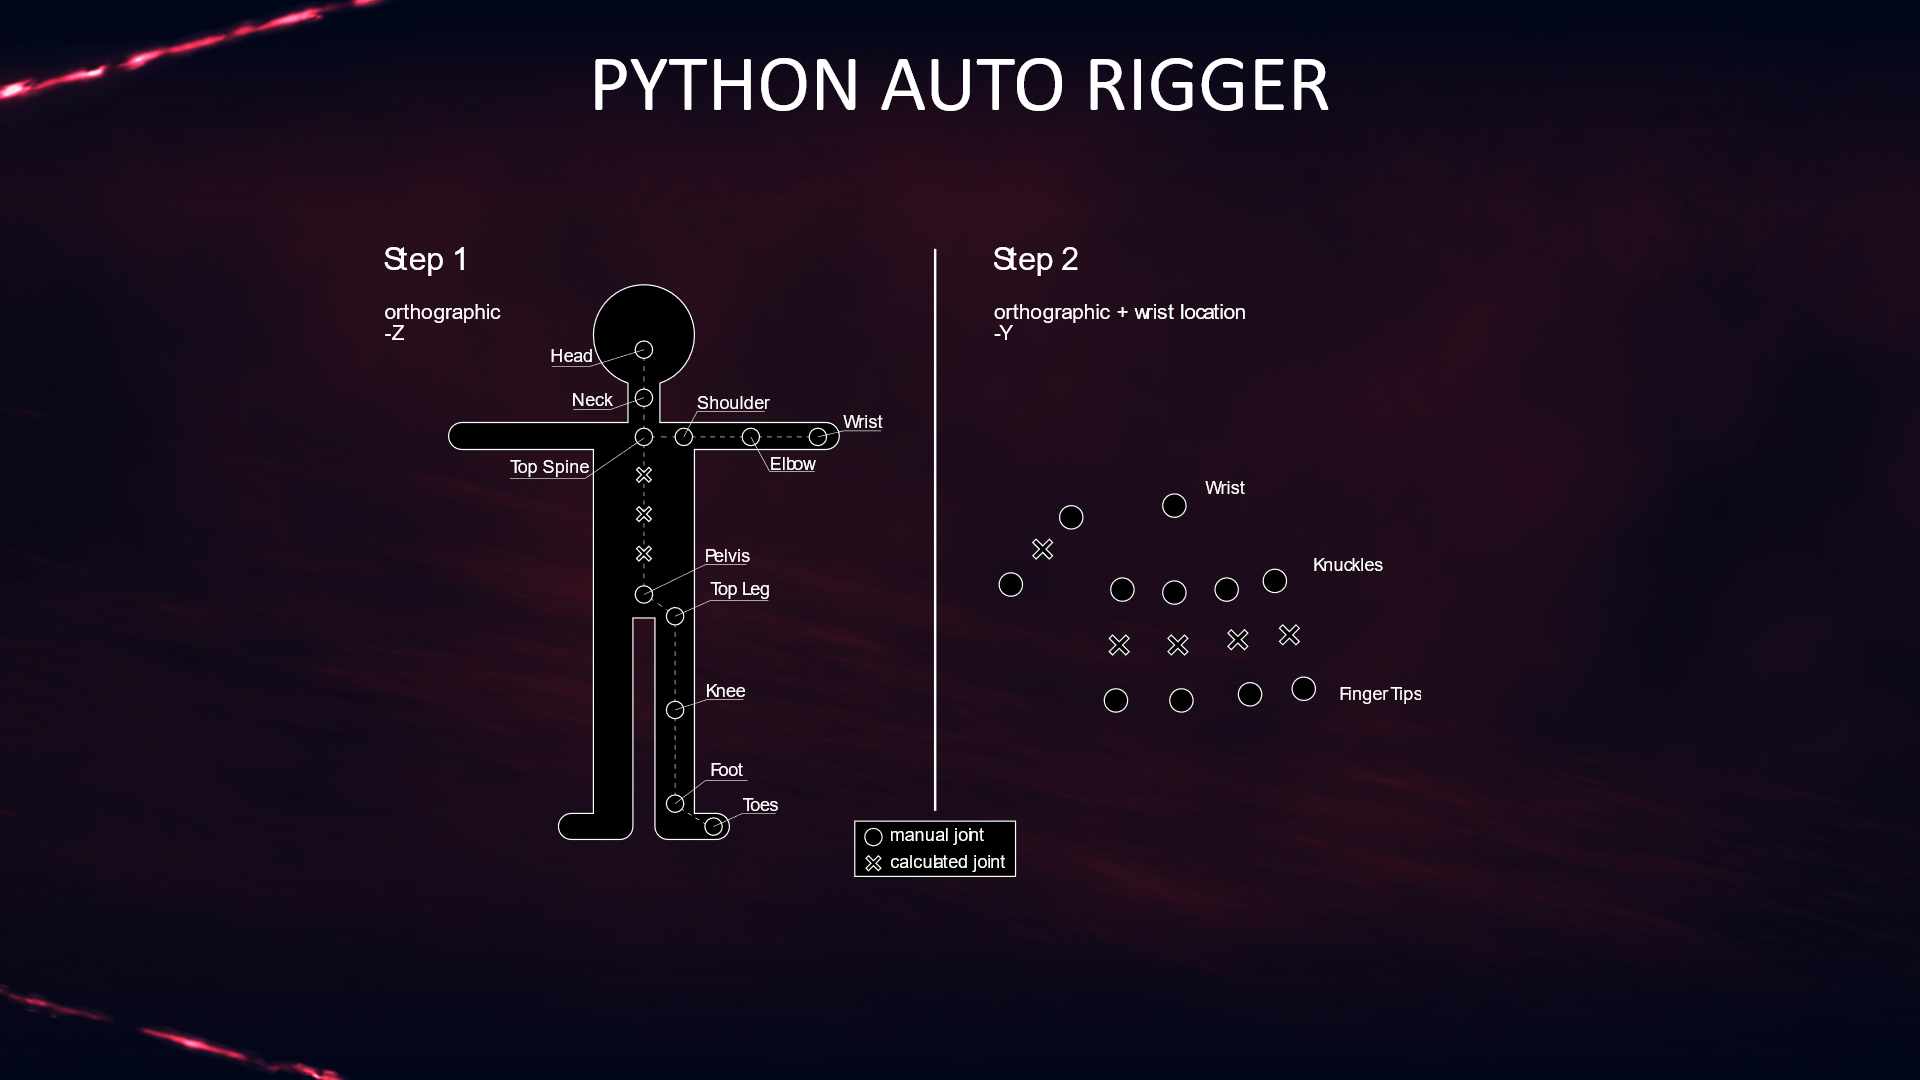 PYTHON AUTO RIGGER
Step 1
orthographic
-Z
Head
Neck
Shoulder
Wrist
Top Spine
Elbow
Pelvis
Top Leg
Knee
Foot
Toes
Step 2
orthographic + wrist location
-Y
Wrist
Knuckles
Finger Tips
manual joint
calculated joint